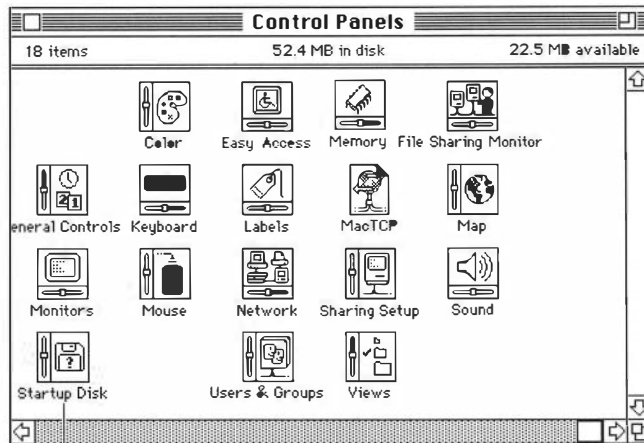 Control Panels
18 items 52.4 MB in disk 22.5 MB available
Color Easy Access Memory File Sharing Monitor
eneral Controls Keyboard Labels MacTCP Map
Monitors Mouse Network Sharing Setup Sound
Startup Disk Users & Groups Views